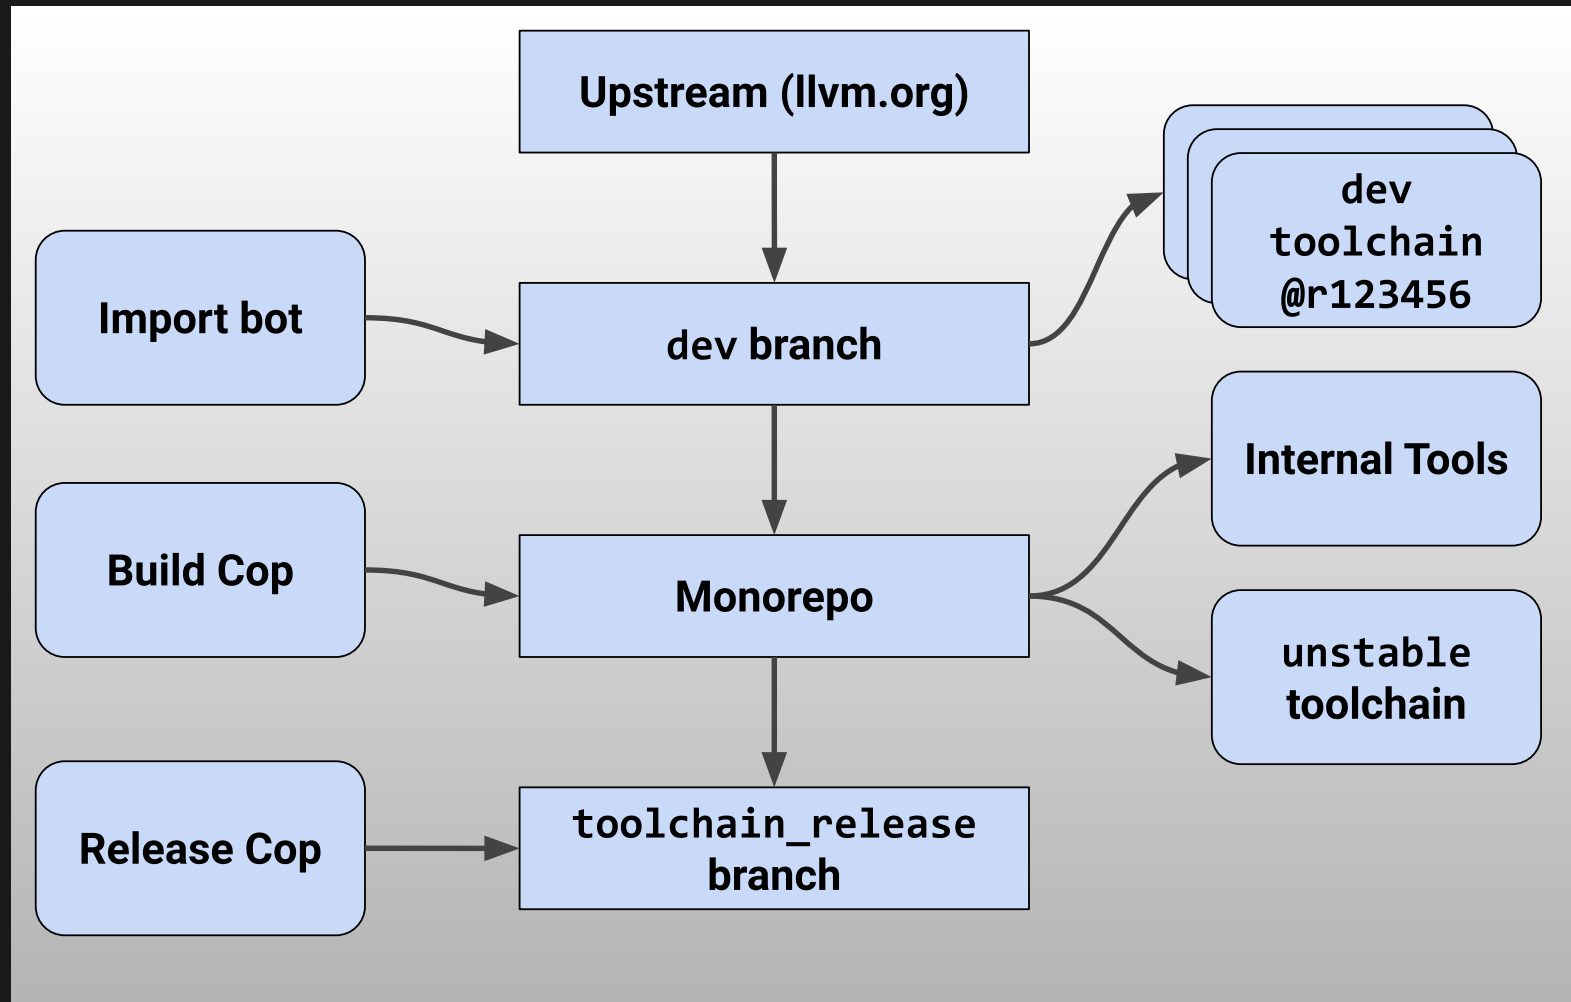 Upstream (llvm.org)
dev
toolchain
@r123456
Import bot
dev branch
Internal Tools
Build Cop
Monorepo
unstable
toolchain
Release Cop
toolchain_release
branch